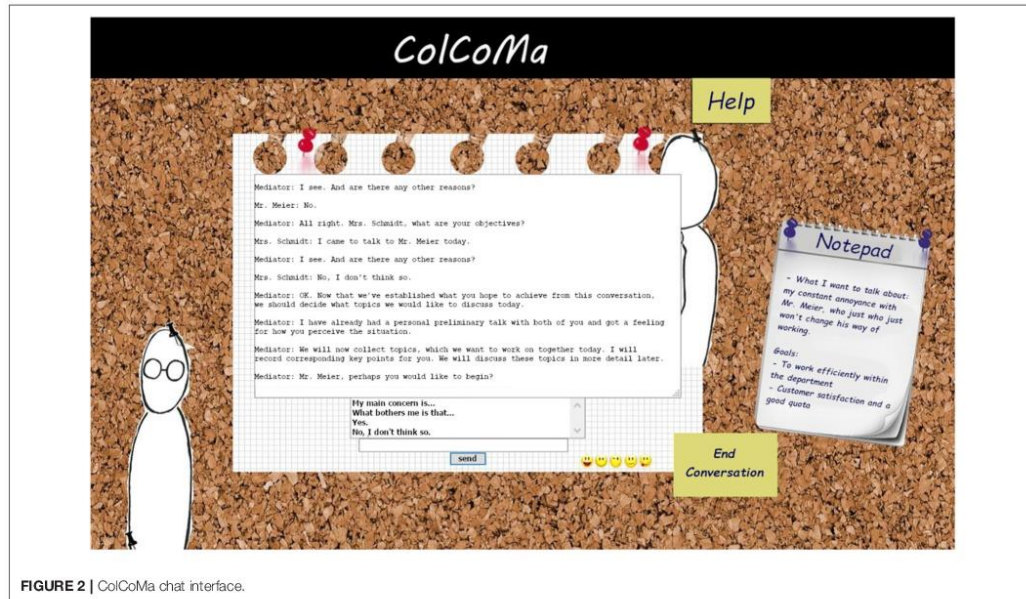 ColCoMa
Help
Mediator: I see. And are there any other reasons?
Mr. Meier: No.
Mediator: All right. Mrs. Schmidt, what are your objectives?
Mrs. Schmidt: I came to talk to Mr. Meier today.
Mediator: I see. And are there any other reasons?
Mrs. Schmidt: No, I don't think so.
Mediator: OK. Now that we've established what you hope to achieve from this conversation,
we should decide what topics we would like to discuss today.
Mediator: I have already had a personal preliminary talk with both of you and got a feeling
for how you perceive the situation.
Mediator: We will now collect topics, which we want to work on together today. I will
record corresponding key points for you. We will discuss these topics in more detail later.
Mediator: Mr. Meier, perhaps you would like to begin?
My main concern is...
What bothers me is that...
Yes.
No, I don't think so.
send
Notepad
- What I want to talk about:
my constant annoyance with
Mr. Meier, who just who just
won't change his way of
working.
Goals:
- To work efficiently within
the department
- Customer satisfaction and a
good quota
End
Conversation
FIGURE 2 | ColCoMa chat interface.